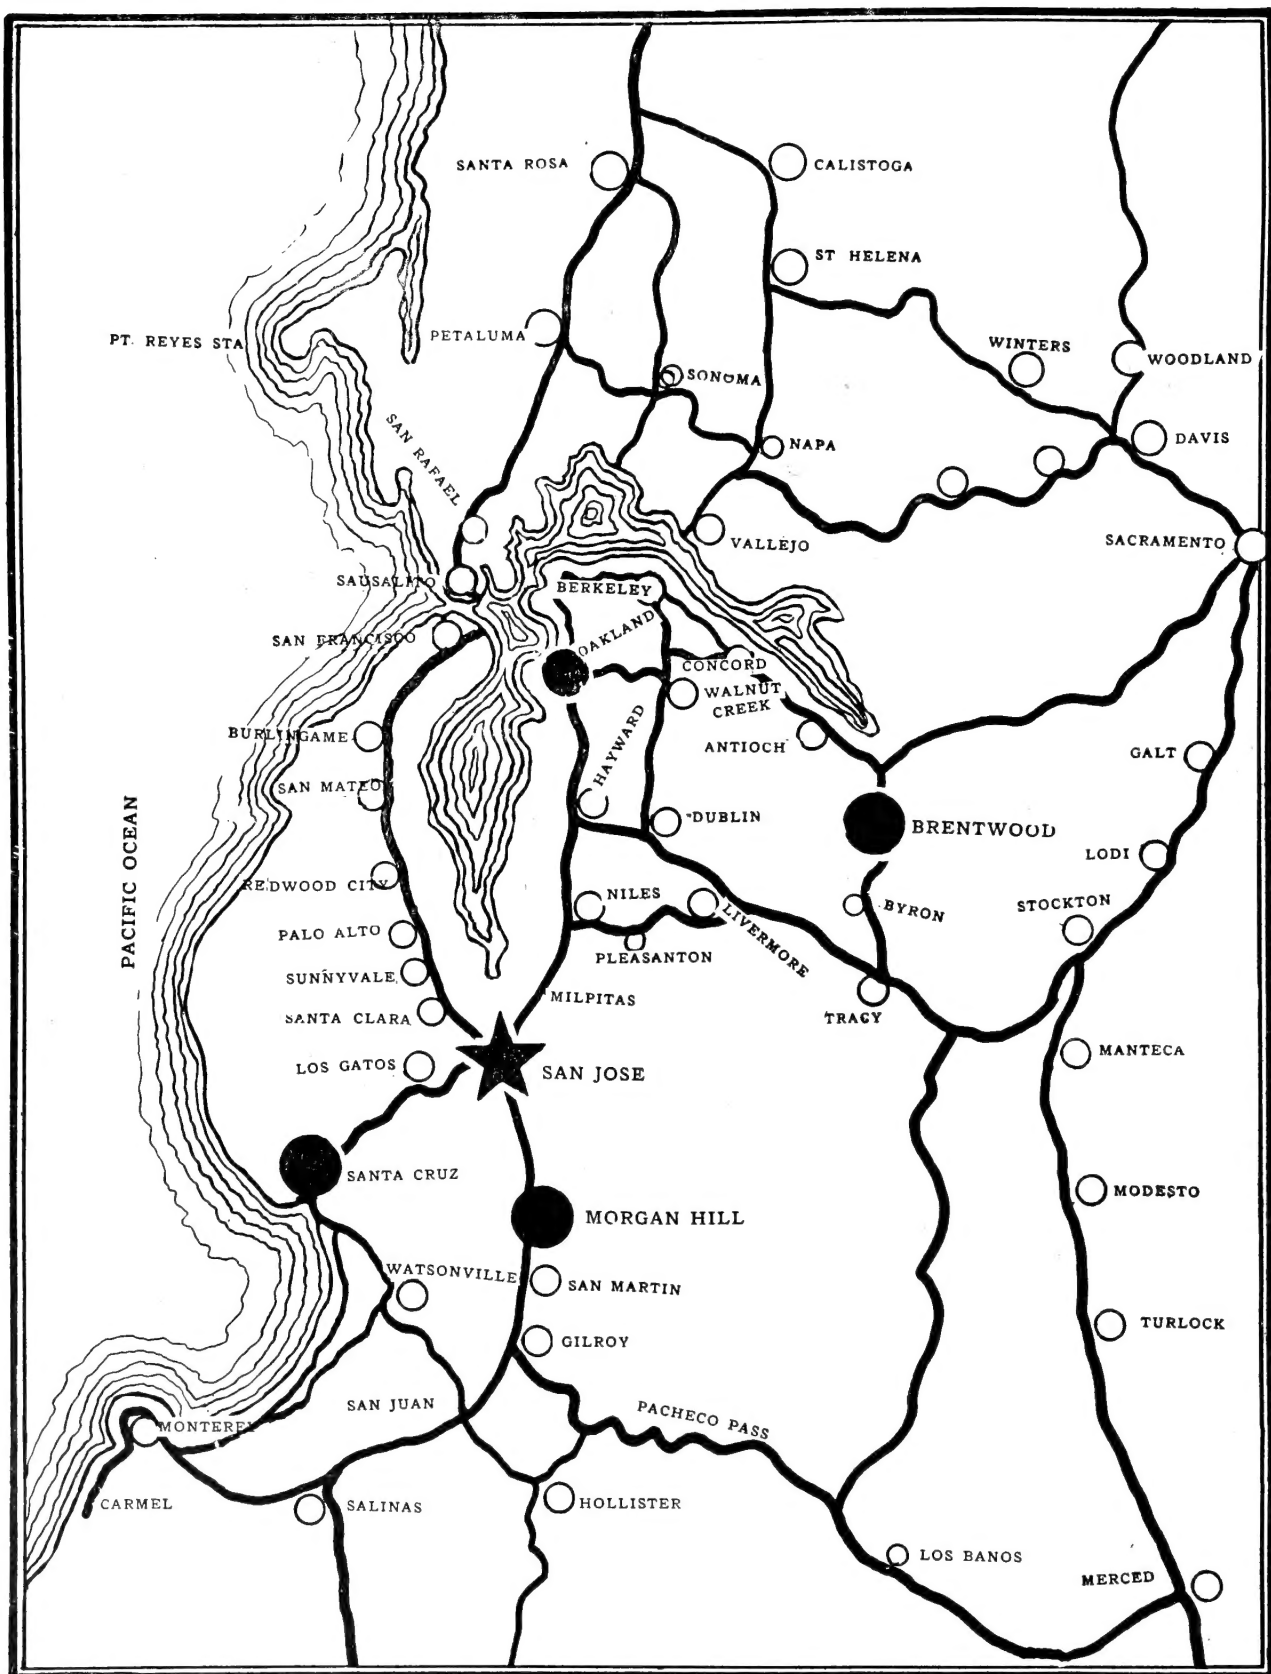 SANTA ROSA
CALISTOGA
ST HELENA
PETALUMA
PT. REYES STA
WINTERS
WOODLAND
SONOMA
SAN RAFAEL
NAPA
DAVIS
VALLEJO
SACRAMENTO
SAUSALITO
BERKELEY
SAN FRANCISCO
OAKLAND
CONCORD
WALNUT
CREEK
BURLINGAME
HAYWARD
ANTIOCH
GALT
SAN MATEO
PACIFIC OCEAN
DUBLIN
BRENTWOOD
LODI
REDWOOD CITY
NILES
LIVERMORE
BYRON
STOCKTON
PALO ALTO
PLEASANTON
SUNNYVALE
MILPITAS
SANTA CLARA
TRACY
LOS GATOS
SAN JOSE
MANTECA
SANTA CRUZ
MODESTO
MORGAN HILL
WATSONVILLE
SAN MARTIN
TURLOCK
GILROY
SAN JUAN
PACHECO PASS
MONTEREY
CARMEL
SALINAS
HOLLISTER
LOS BANOS
MERCED